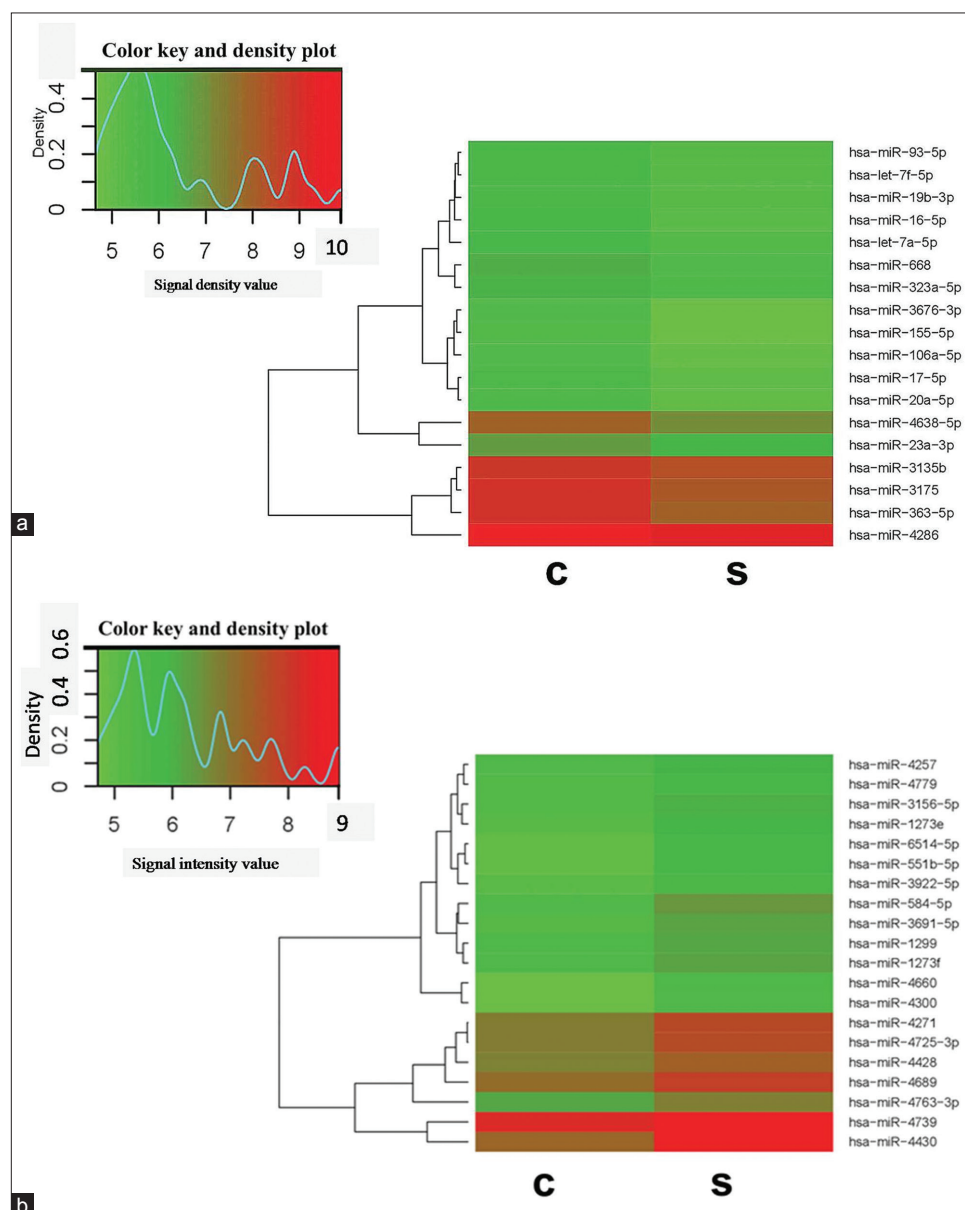 a
Color key and density plot
Density
0 0.2 0.4
5 6 7 8 9 10
Signal density value
hsa-miR-93-5p
hsa-let-7f-5p
hsa-miR-19b-3p
hsa-miR-16-5p
hsa-let-7a-5p
hsa-miR-668
hsa-miR-323a-5p
hsa-miR-3676-3p
hsa-miR-155-5p
hsa-miR-106a-5p
hsa-miR-17-5p
hsa-miR-20a-5p
hsa-miR-4638-5p
hsa-miR-23a-3p
hsa-miR-3135b
hsa-miR-3175
hsa-miR-363-5p
hsa-miR-4286
C S
b
Color key and density plot
Density
0 0.2 0.4 0.6
5 6 7 8 9
Signal intensity value
hsa-miR-4257
hsa-miR-4779
hsa-miR-3156-5p
hsa-miR-1273e
hsa-miR-6514-5p
hsa-miR-551b-5p
hsa-miR-3922-5p
hsa-miR-584-5p
hsa-miR-3691-5p
hsa-miR-1299
hsa-miR-1273f
hsa-miR-4660
hsa-miR-4300
hsa-miR-4271
hsa-miR-4725-3p
hsa-miR-4428
hsa-miR-4689
hsa-miR-4763-3p
hsa-miR-4739
hsa-miR-4430
C S